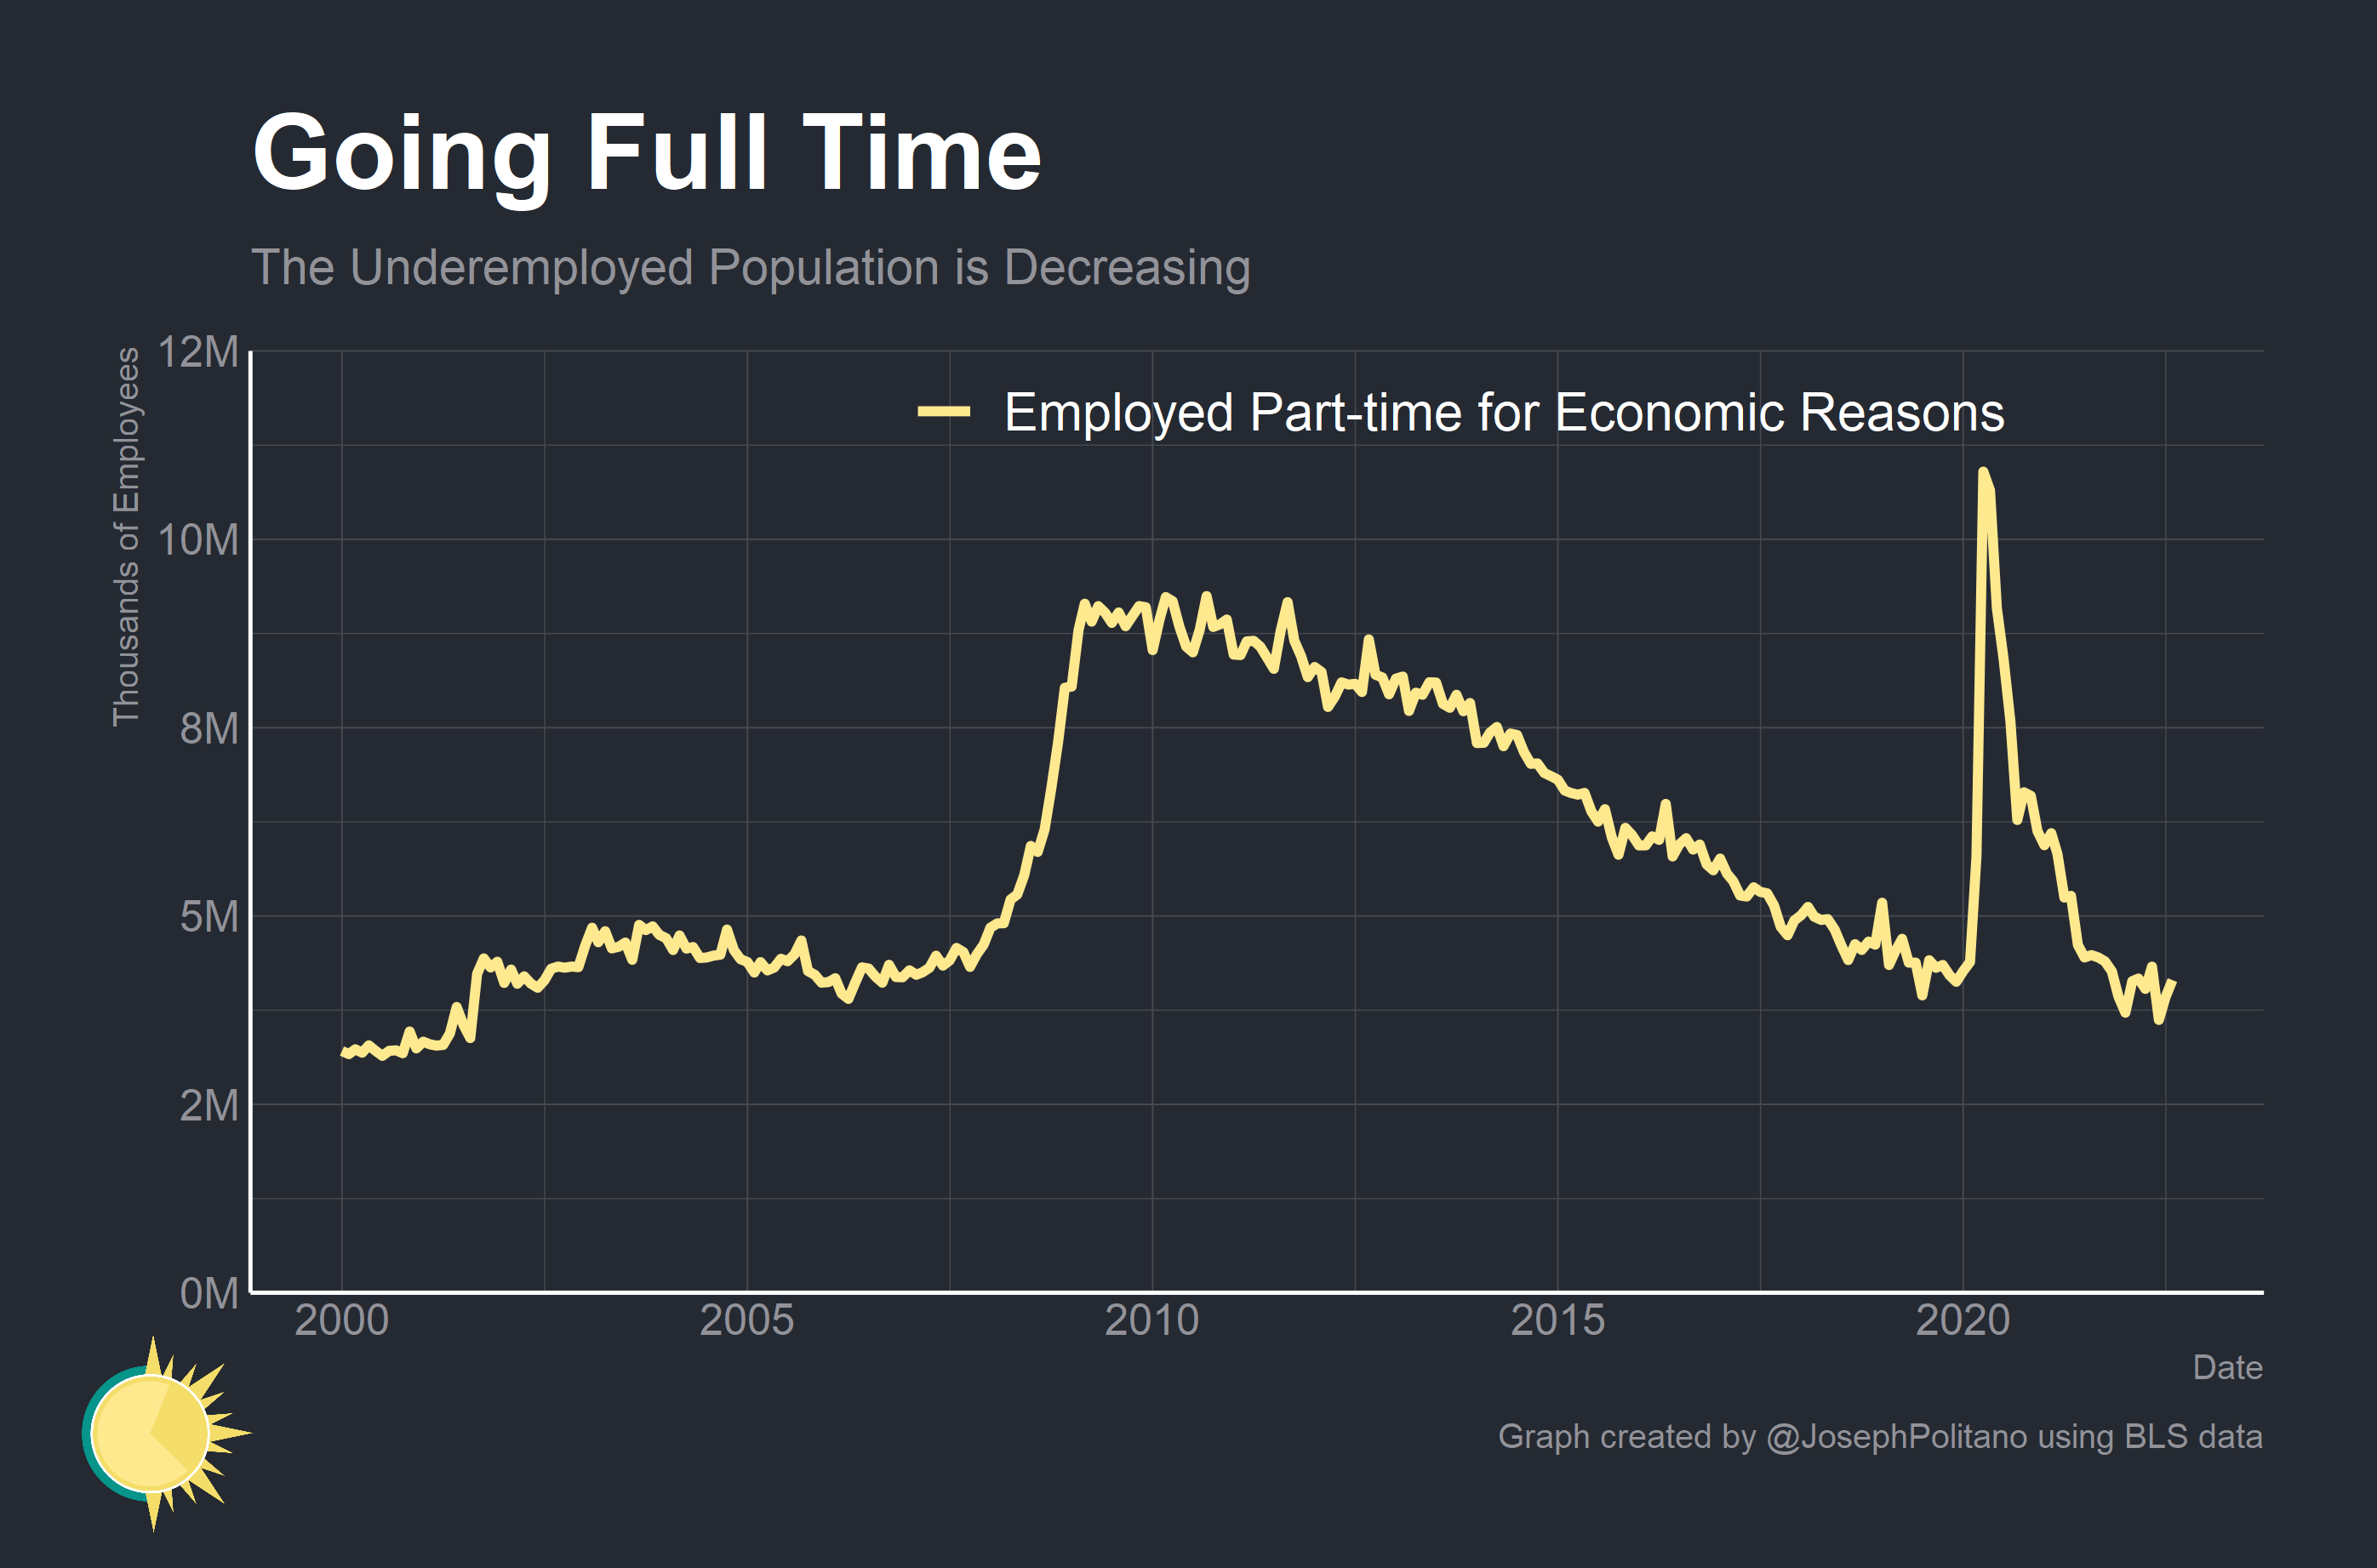 Going Full Time
The Underemployed Population is Decreasing
Thousands of Employees
12M
10M
8M
5M
2M
0M
Employed Part-time for Economic Reasons
2000 2005 2010 2015 2020
Date
Graph created by @JosephPolitano using BLS data